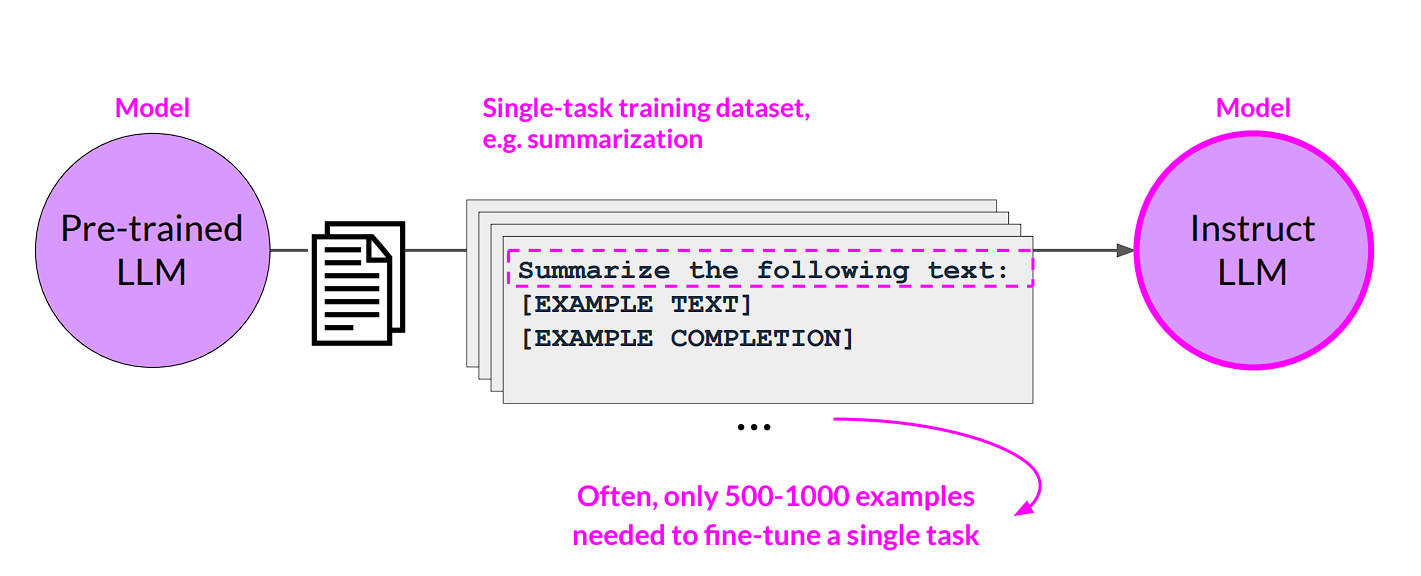 Model
Single-task training dataset,
e.g. summarization
Model
Pre-trained
LLM
Summarize the following text:
[EXAMPLE TEXT]
[EXAMPLE COMPLETION]
...
Instruct
LLM
Often, only 500-1000 examples
needed to fine-tune a single task